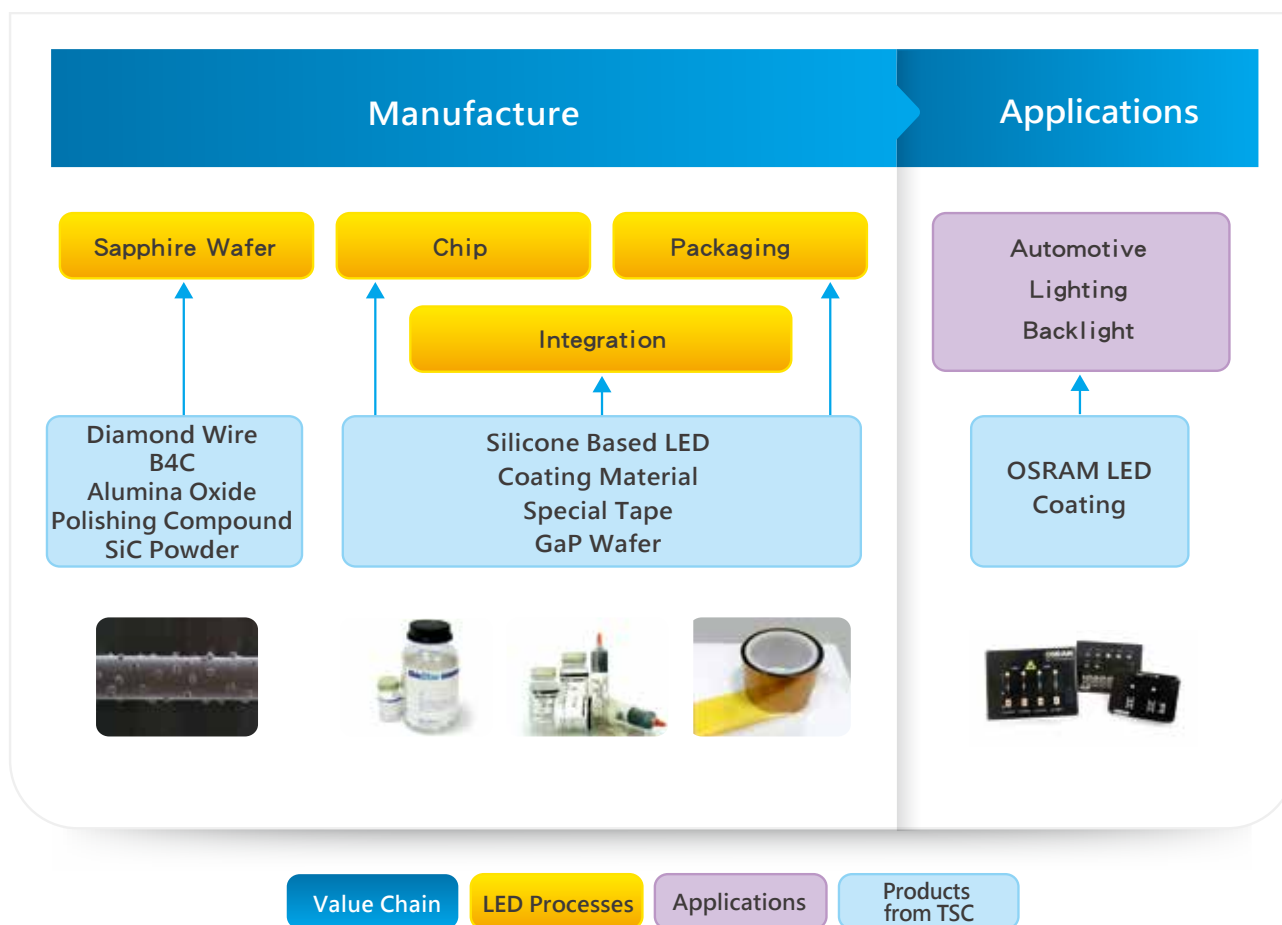 Manufacture
Applications
Sapphire Wafer
Chip
Packaging
Integration
Automotive
Lighting
Backlight
Diamond Wire
B4C
Alumina Oxide
Polishing Compound
SiC Powder
Silicone Based LED
Coating Material
Special Tape
GaP Wafer
OSRAM LED
Coating
OSRAM
Value Chain
LED Processes
Applications
Products
from TSC